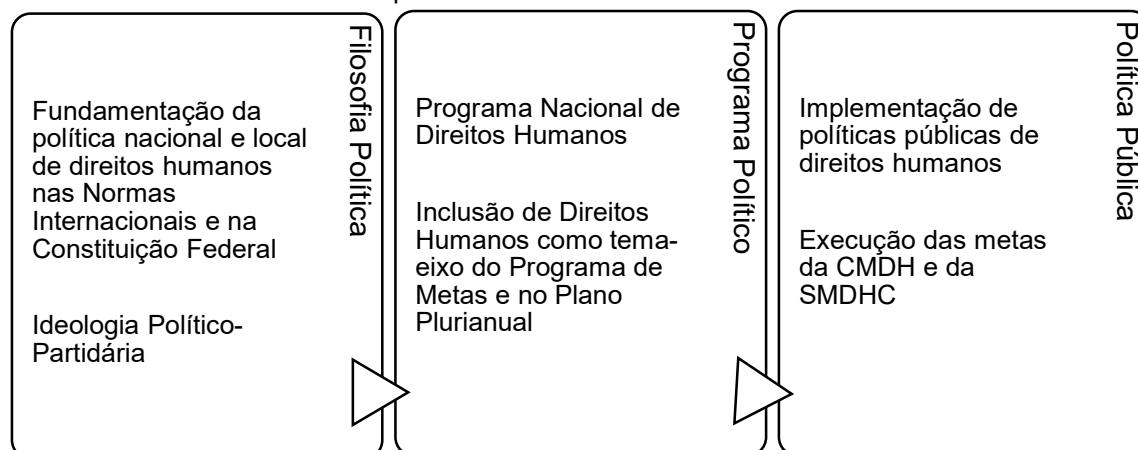 Filosofia Política
Fundamentação da
política nacional e local
de direitos humanos
nas Normas
Internacionais e na
Constituição Federal
Ideologia Político-
Partidária
Programa Político
Programa Nacional de
Direitos Humanos
Inclusão de Direitos
Humanos como tema-
eixo do Programa de
Metas e no Plano
Plurianual
Política Pública
Implementação de
políticas públicas de
direitos humanos
Execução das metas
da CMDH e da
SMDHC